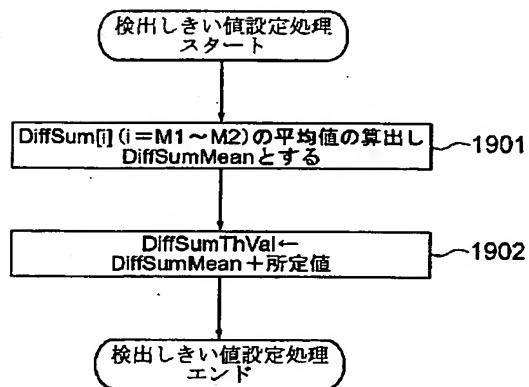 検出しきい値設定処理
スタート
DiffSum[i] (i=M1~M2)の平均値の算出し
DiffSumMeanとする
1901
DiffSumThVal←
DiffSumMean+所定値
1902
検出しきい値設定処理
エンド